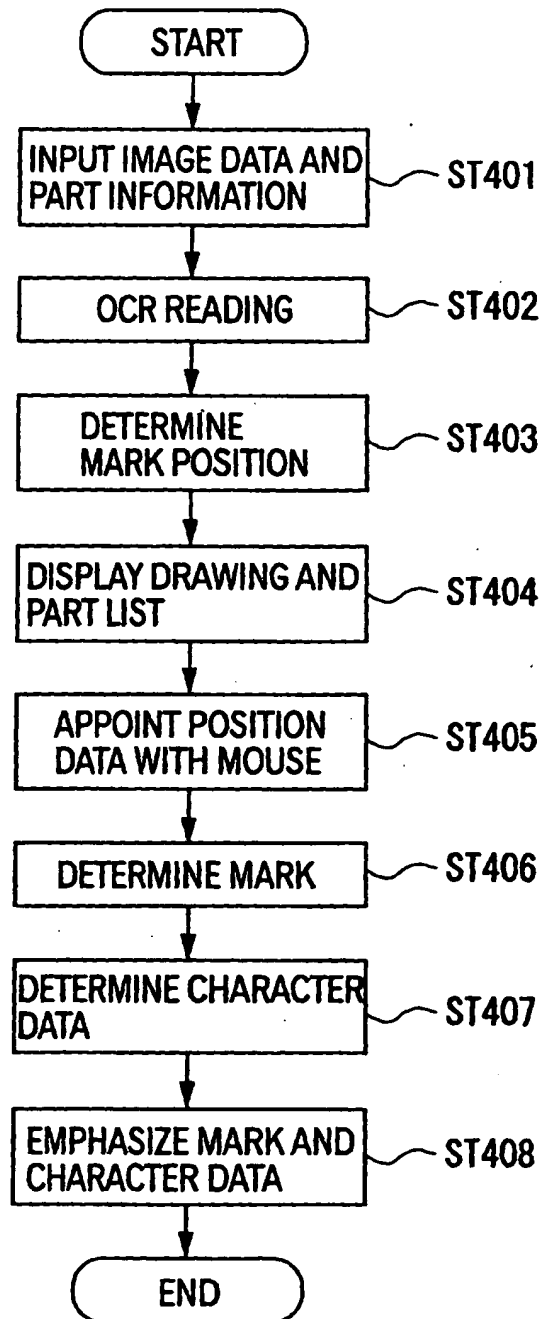 START
INPUT IMAGE DATA AND
PART INFORMATION
ST401
OCR READING
ST402
DETERMINE
MARK POSITION
ST403
DISPLAY DRAWING AND
PART LIST
ST404
APPOINT POSITION
DATA WITH MOUSE
ST405
DETERMINE MARK
ST406
DETERMINE CHARACTER
DATA
ST407
EMPHASIZE MARK AND
CHARACTER DATA
ST408
END